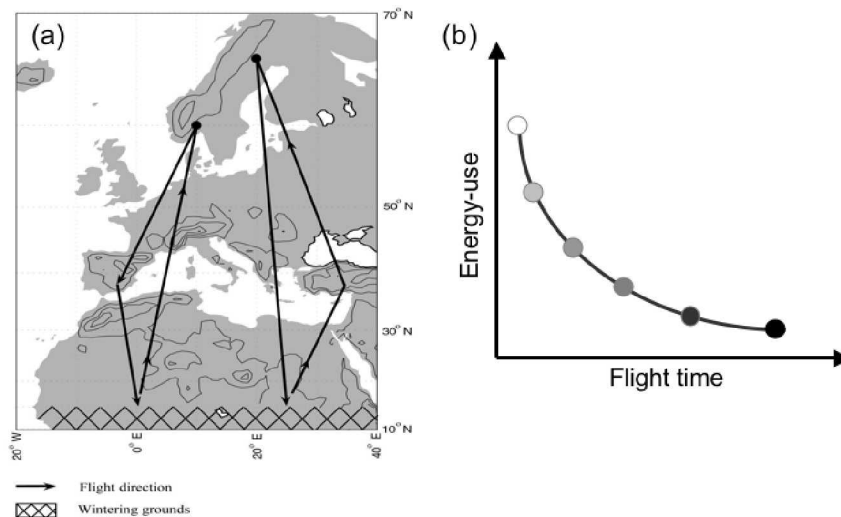 (a)
70° N
50° N
30° N
10° N
20° W
0° E
20° E
40° E
Flight direction
Wintering grounds
(b)
Energy-use
Flight time